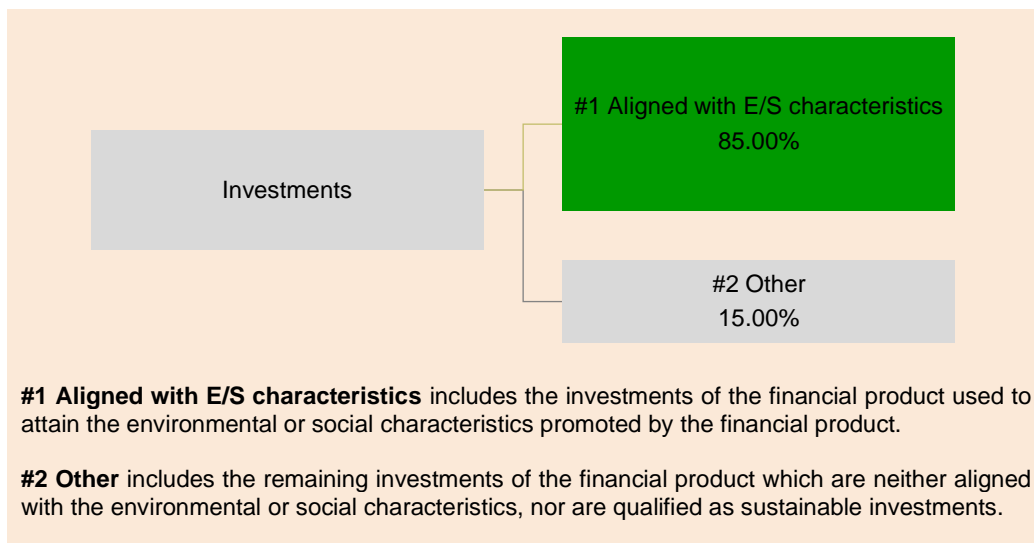 #1 Aligned with E/S characteristics
85.00%
Investments
#2 Other
15.00%
#1 Aligned with E/S characteristics includes the investments of the financial product used to
attain the environmental or social characteristics promoted by the financial product.
#2 Other includes the remaining investments of the financial product which are neither aligned
with the environmental or social characteristics, nor are qualified as sustainable investments.